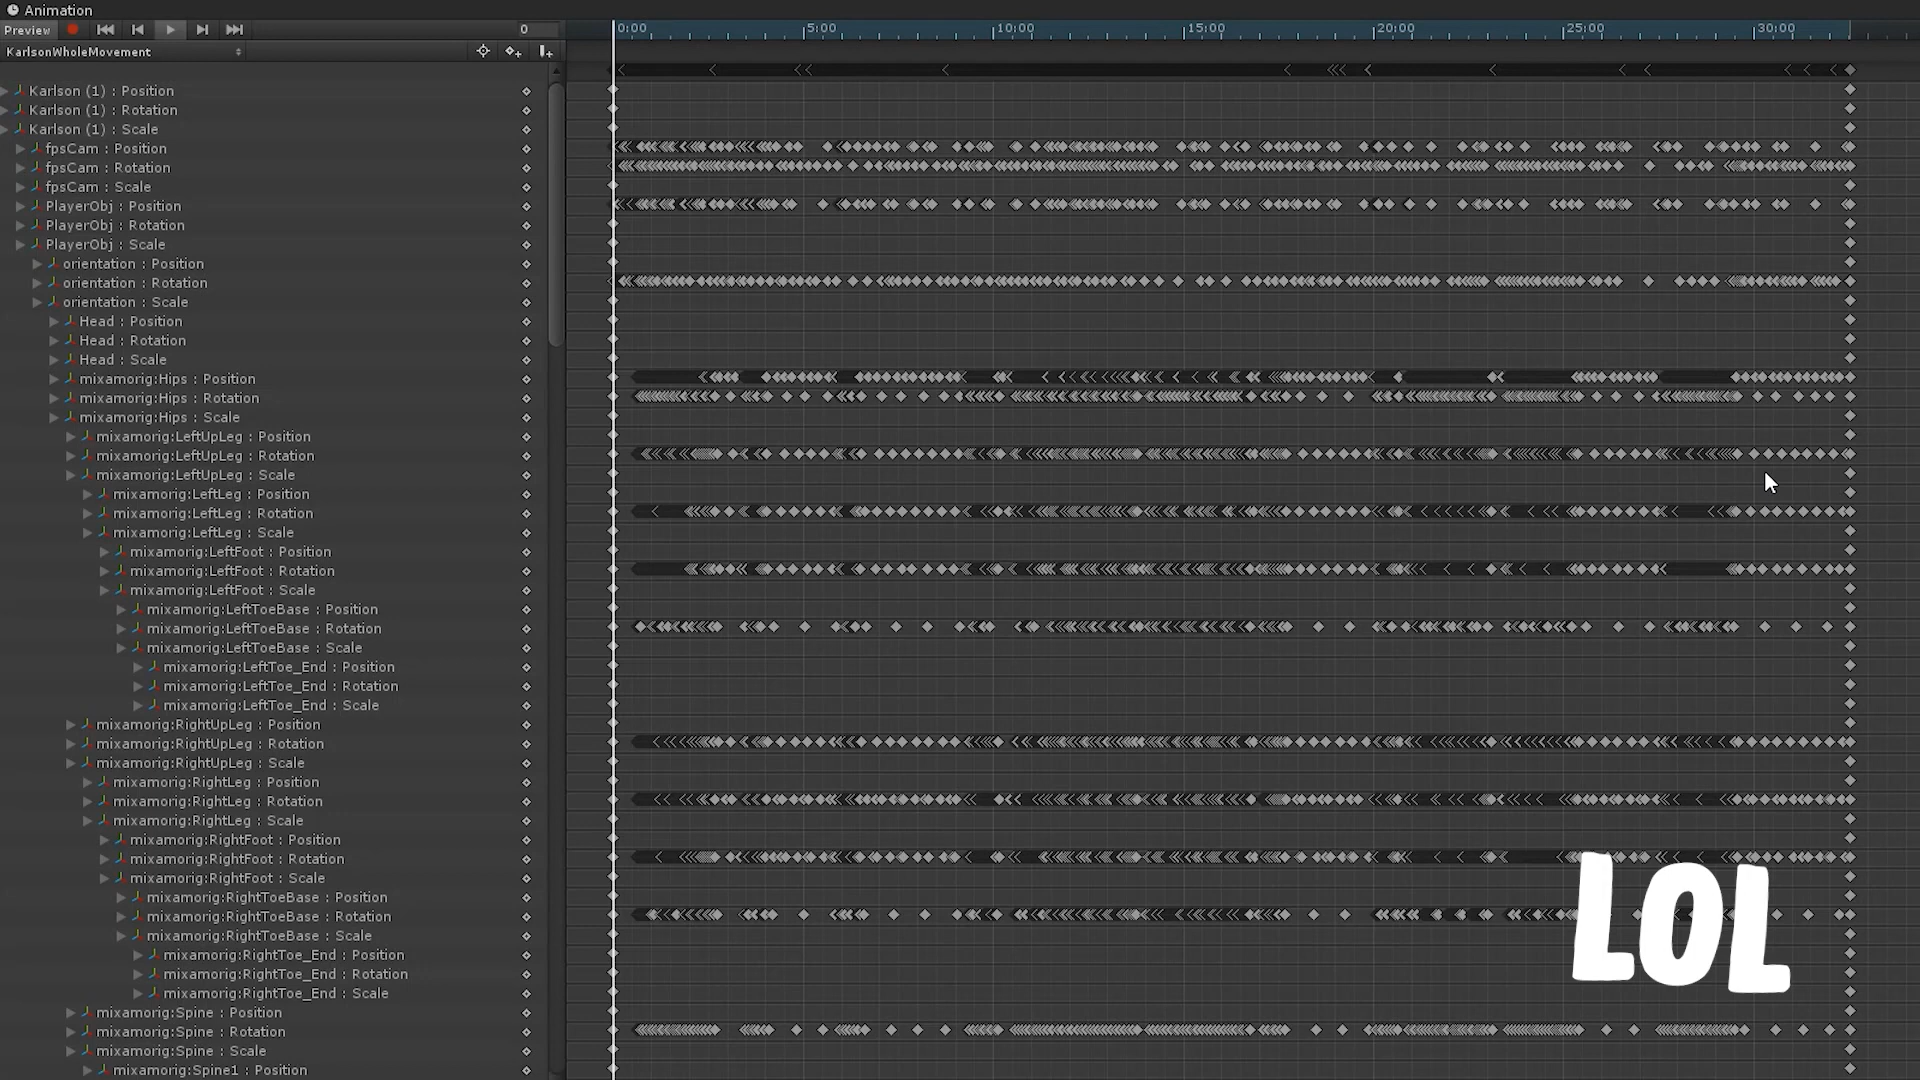 Animation
Preview
0
0:00 5:00 10:00 15:00 20:00 25:00 30:00
KarlsonWholeMovement
Karlson (1) : Position
Karlson (1) : Rotation
Karlson (1) : Scale
fpsCam : Position
fpsCam : Rotation
fpsCam : Scale
PlayerObj : Position
PlayerObj : Rotation
PlayerObj : Scale
orientation : Position
orientation : Rotation
orientation : Scale
Head : Position
Head : Rotation
Head : Scale
mixamorig:Hips : Position
mixamorig:Hips : Rotation
mixamorig:Hips : Scale
mixamorig:LeftUpLeg : Position
mixamorig:LeftUpLeg : Rotation
mixamorig:LeftUpLeg : Scale
mixamorig:LeftLeg : Position
mixamorig:LeftLeg : Rotation
mixamorig:LeftLeg : Scale
mixamorig:LeftFoot : Position
mixamorig:LeftFoot : Rotation
mixamorig:LeftFoot : Scale
mixamorig:LeftToeBase : Position
mixamorig:LeftToeBase : Rotation
mixamorig:LeftToeBase : Scale
mixamorig:LeftToe_End : Position
mixamorig:LeftToe_End : Rotation
mixamorig:LeftToe_End : Scale
mixamorig:RightUpLeg : Position
mixamorig:RightUpLeg : Rotation
mixamorig:RightUpLeg : Scale
mixamorig:RightLeg : Position
mixamorig:RightLeg : Rotation
mixamorig:RightLeg : Scale
mixamorig:RightFoot : Position
mixamorig:RightFoot : Rotation
mixamorig:RightFoot : Scale
mixamorig:RightToeBase : Position
mixamorig:RightToeBase : Rotation
mixamorig:RightToeBase : Scale
mixamorig:RightToe_End : Position
mixamorig:RightToe_End : Rotation
mixamorig:RightToe_End : Scale
mixamorig:Spine : Position
mixamorig:Spine : Rotation
mixamorig:Spine : Scale
mixamorig:Spine1 : Position
LOL